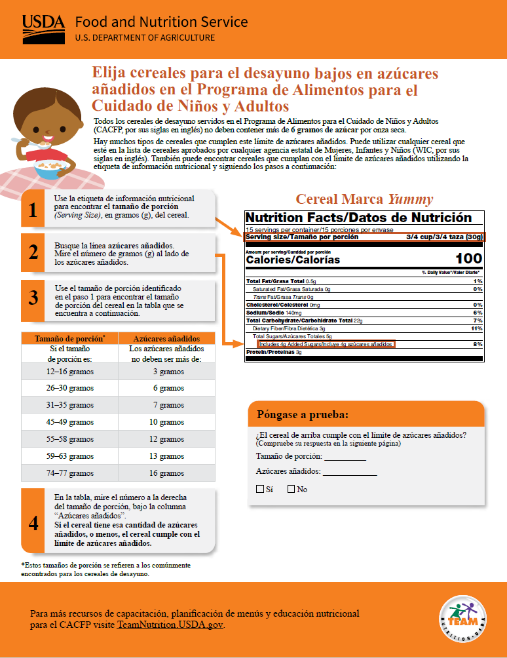 USDA Food and Nutrition Service
U.S. DEPARTMENT OF AGRICULTURE
Elija cereales para el desayuno bajos en azúcares
añadidos en el Programa de Alimentos para el
Cuidado de Niños y Adultos
Todos los cereales de desayuno servidos en el Programa de Alimentos para el Cuidado de Niños y Adultos
(CACFP, por sus siglas en inglés) no deben contener más de 6 gramos de azúcar por onza seca.
Hay muchos tipos de cereales que cumplen este límite de azúcares añadidos. Puede utilizar cualquier cereal que
esté en la lista de cereales aprobados por cualquier agencia estatal de Mujeres, Infantes y Niños (WIC, por sus
siglas en inglés). También puede encontrar cereales que cumplan con el límite de azúcares añadidos utilizando la
etiqueta de información nutricional y siguiendo los pasos a continuación:
1
Use la etiqueta de información nutricional
para encontrar el tamaño de porción
(Serving Size), en gramos (g), del cereal.
2
Busque la línea azúcares añadidos.
Mire el número de gramos (g) al lado de
los azúcares añadidos.
3
Use el tamaño de porción identificado
en el paso 1 para encontrar el tamaño
de porción del cereal en la tabla que se
encuentra a continuación.
Tamaño de porción* Azúcares añadidos
Si el tamaño Los azúcares añadidos
de porción es: no deben ser más de:
12–16 gramos 3 gramos
26–30 gramos 6 gramos
31–35 gramos 7 gramos
45–49 gramos 10 gramos
55–58 gramos 12 gramos
59–63 gramos 13 gramos
74–77 gramos 16 gramos
4
En la tabla, mire el número a la derecha
del tamaño de porción, bajo la columna
“Azúcares añadidos”.
Si el cereal tiene esa cantidad de azúcares
añadidos, o menos, el cereal cumple con el
límite de azúcares añadidos.
*Estos tamaños de porción se refieren a los comúnmente
encontrados para los cereales de desayuno.
Cereal Marca Yummy
Nutrition Facts/Datos de Nutrición
15 servings per container/15 porciones por envase
Serving size/Tamaño por porción 3/4 cup/3/4 taza (30g)
Amount per serving/Cantidad por porción
Calories/Calorías 100
% Daily Value*/Valor Diario*
Total Fat/Grasa Total 0.5g 1%
Saturated Fat/Grasa Saturada 0g 0%
Trans Fat/Grasa Trans 0g
Cholesterol/Colesterol 0mg 0%
Sodium/Sodio 140mg 6%
Total Carbohydrate/Carbohidrato Total 22g 7%
Dietary Fiber/Fibra Dietética 3g 11%
Total Sugars/Azúcares Totales 5g
Includes 4g Added Sugars/Incluye 4g azúcares añadidos 8%
Protein/Proteínas 3g
Póngase a prueba:
¿El cereal de arriba cumple con el límite de azúcares añadidos?
(Compruebe su respuesta en la siguiente página)
Tamaño de porción:
Azúcares añadidos:
Sí No
Para más recursos de capacitación, planificación de menús y educación nutricional
para el CACFP visite TeamNutrition.USDA.gov.
TEAM
NUTRITION